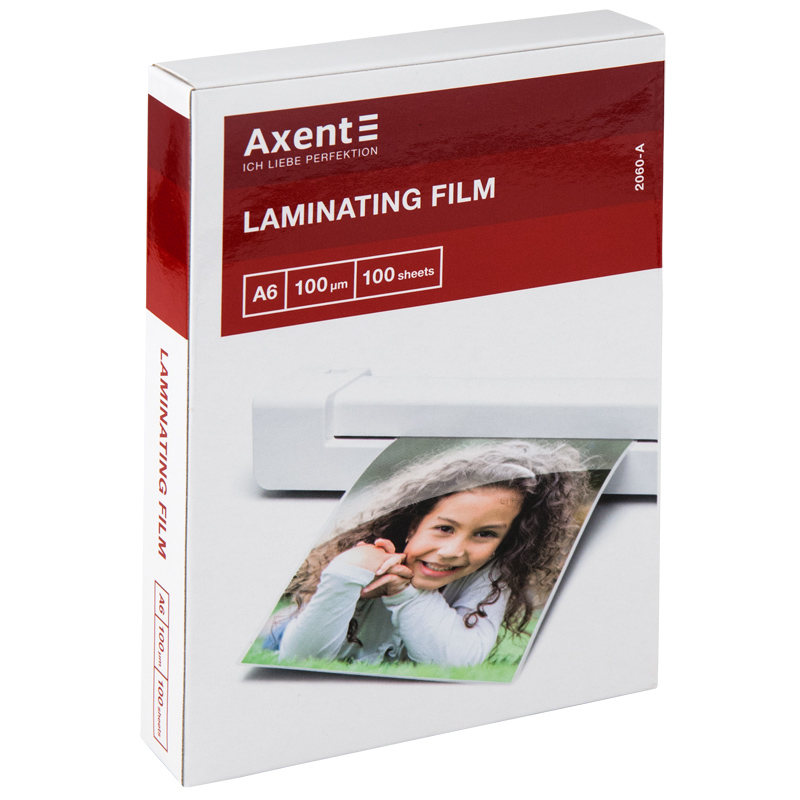 Axent
ICH LIEBE PERFEKTION
2060-A
LAMINATING FILM
A6 100 µm 100 sheets
LAMINATING FILM
A6 100 µm 100 sheets